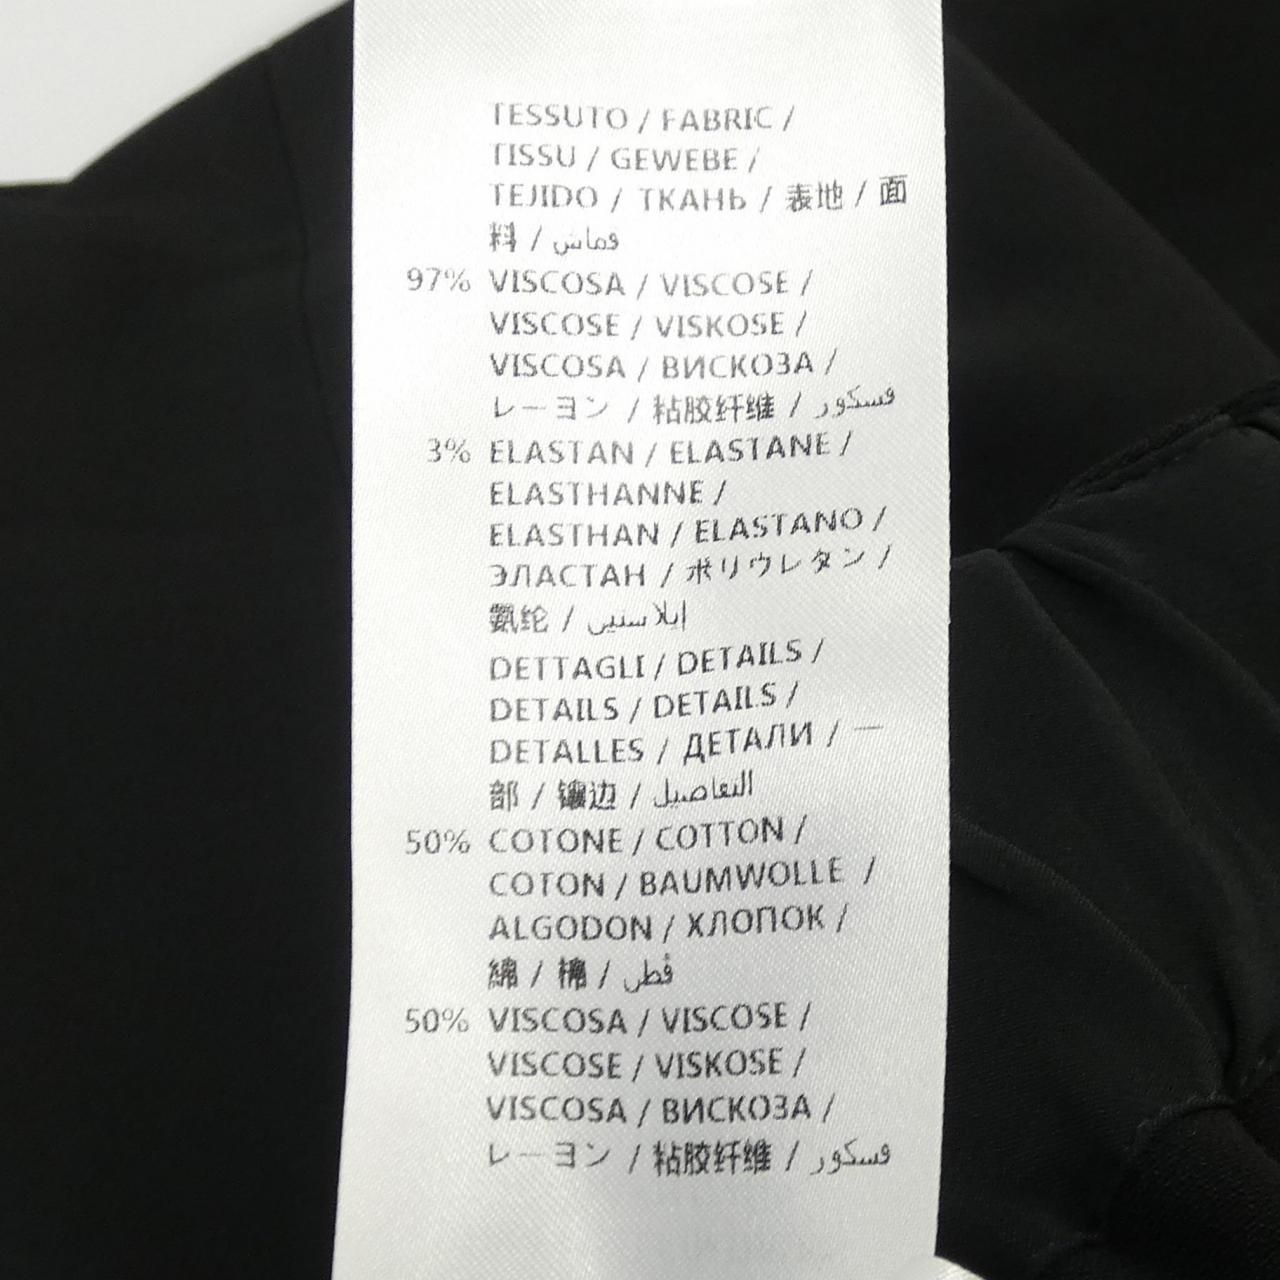 TESSUTO / FABRIC /
TISSU / GEWEBE /
TEJIDO / ТКАНЬ / 表地 / 面
料 / قماش
97% VISCOSA / VISCOSE /
VISCOSE / VISKOSE /
VISCOSA / ВИСКОЗА /
レーヨン / 粘胶纤维 / فسكور
3% ELASTAN / ELASTANE /
ELASTHANNE /
ELASTHAN / ELASTANO /
ЭЛАСТАН / ポリウレタン /
氨纶 / إيلاستيين
DETTAGLI / DETAILS /
DETAILS / DETAILS /
DETALLES / ДЕТАЛИ / 一
部 / 镶边 / التفاصيل
50% COTONE / COTTON /
COTON / BAUMWOLLE /
ALGODON / ХЛОПОК /
綿 / 棉 / قطن
50% VISCOSA / VISCOSE /
VISCOSE / VISKOSE /
VISCOSA / ВИСКОЗА /
レーヨン / 粘胶纤维 / فسكور